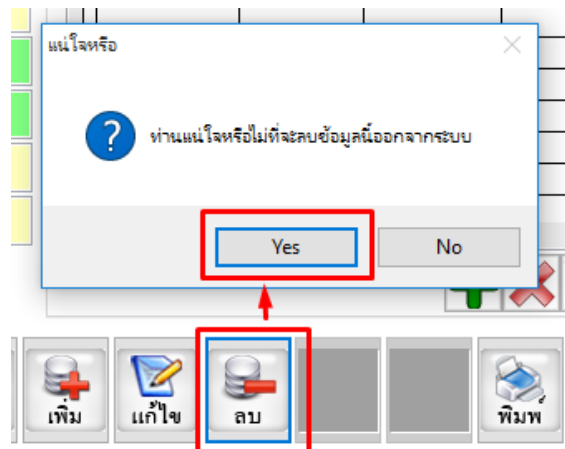 แน่ใจหรือ
ท่านแน่ใจหรือไม่ที่จะลบข้อมูลนี้ออกจากระบบ
Yes
No
เพิ่ม
แก้ไข
ลบ
พิมพ์